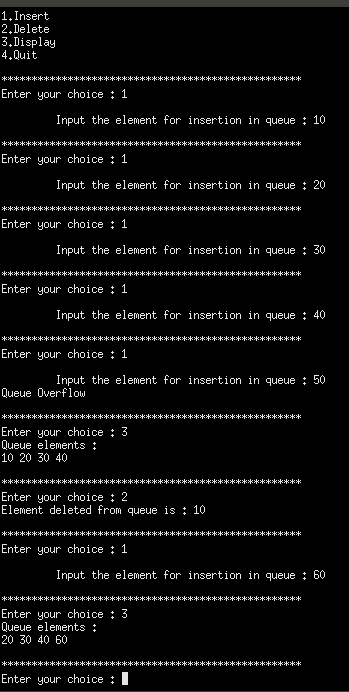 1.Insert
2.Delete
3.Display
4.Quit
**************************************************
Enter your choice : 1
Input the element for insertion in queue : 10
**************************************************
Enter your choice : 1
Input the element for insertion in queue : 20
**************************************************
Enter your choice : 1
Input the element for insertion in queue : 30
**************************************************
Enter your choice : 1
Input the element for insertion in queue : 40
**************************************************
Enter your choice : 1
Input the element for insertion in queue : 50
Queue Overflow
**************************************************
Enter your choice : 3
Queue elements :
10 20 30 40
**************************************************
Enter your choice : 2
Element deleted from queue is : 10
**************************************************
Enter your choice : 1
Input the element for insertion in queue : 60
**************************************************
Enter your choice : 3
Queue elements :
20 30 40 60
**************************************************
Enter your choice :